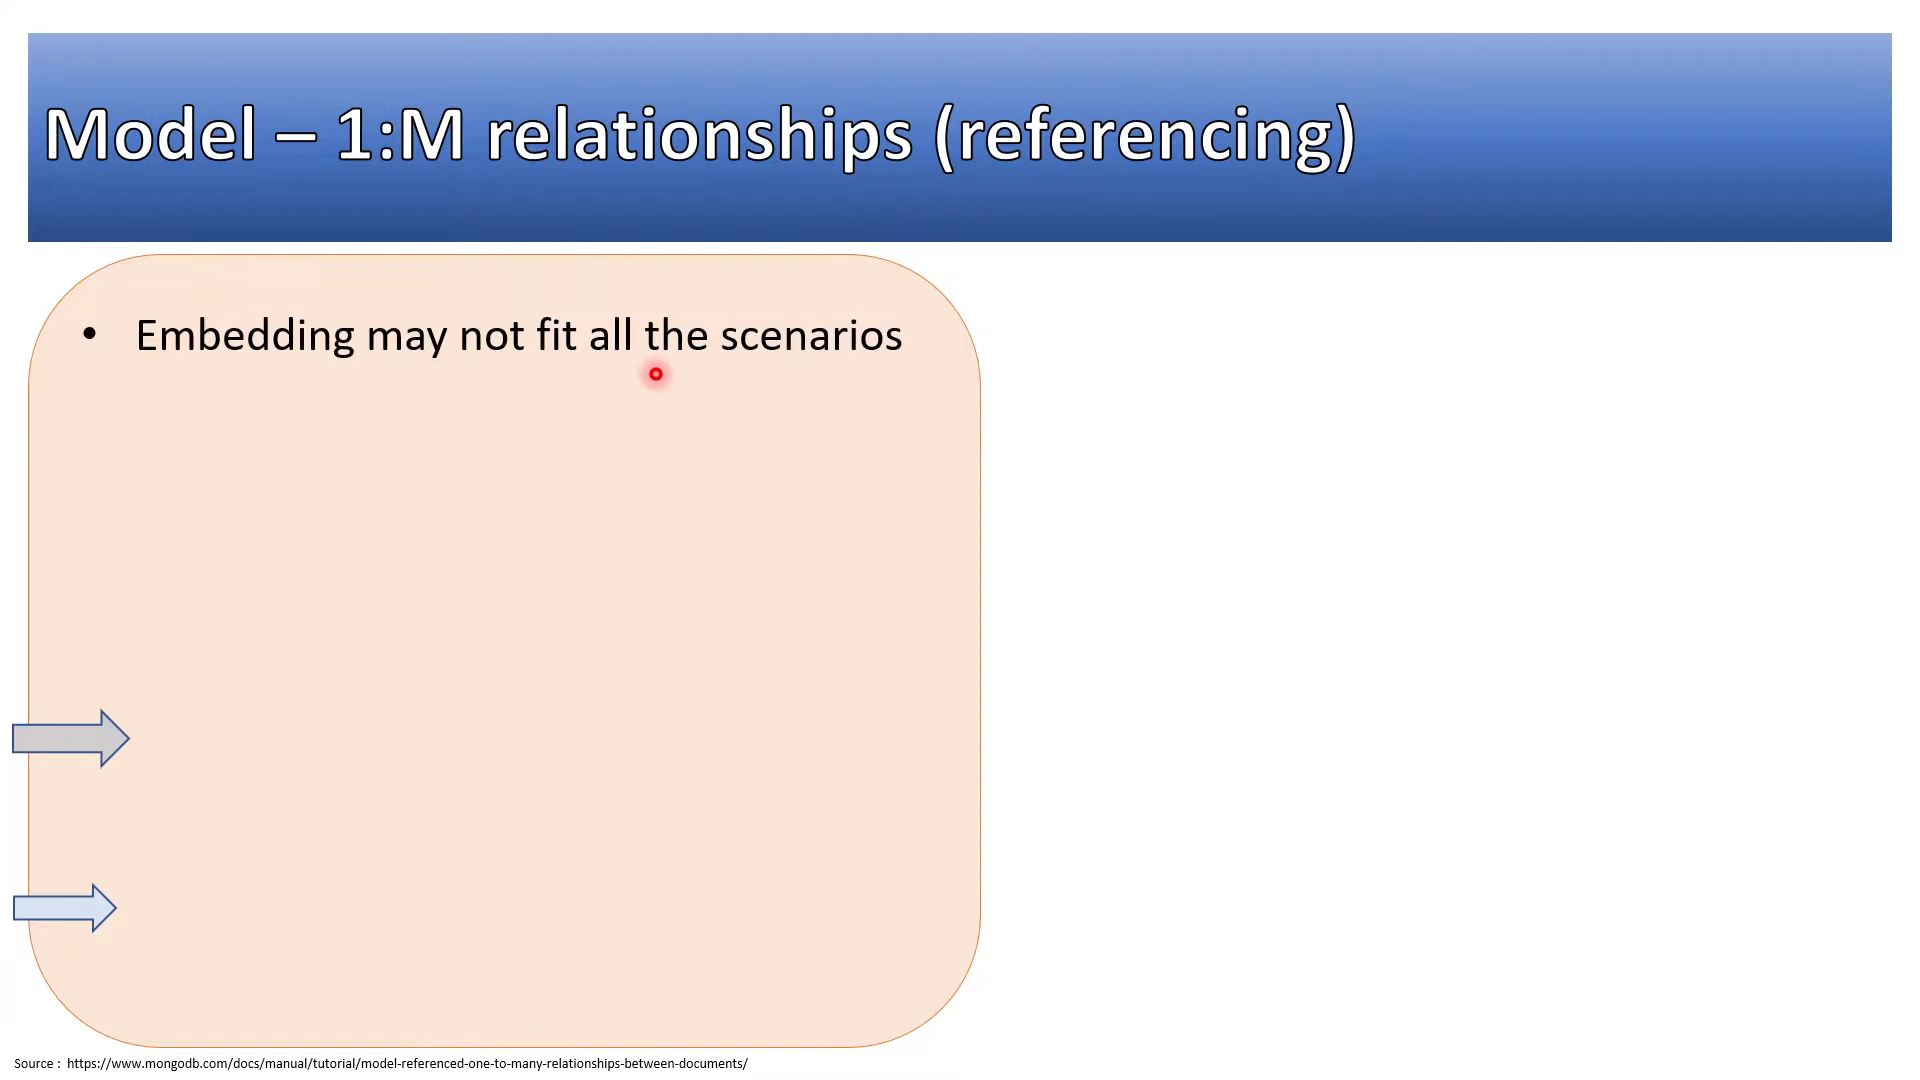 Model – 1:M relationships (referencing)
• Embedding may not fit all the scenarios
Source : https://www.mongodb.com/docs/manual/tutorial/model-referenced-one-to-many-relationships-between-documents/